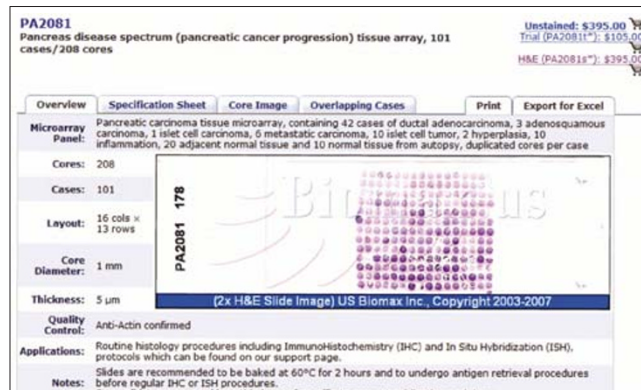 PA2081
Pancreas disease spectrum (pancreatic cancer progression) tissue array, 101
cases/208 cores
Unstained: $395.00
Trial (PA2081t*): $105.00
H&E (PA2081s*): $395.00
Overview Specification Sheet Core Image Overlapping Cases Print Export for Excel
Microarray Panel: Pancreatic carcinoma tissue microarray, containing 42 cases of ductal adenocarcinoma, 3 adenosquamous
carcinoma, 1 islet cell carcinoma, 6 metastatic carcinoma, 10 islet cell tumor, 2 hyperplasia, 10
inflammation, 20 adjacent normal tissue and 10 normal tissue from autopsy, duplicated cores per case
Cores: 208
Cases: 101
Layout: 16 cols ×
13 rows
Core Diameter: 1 mm
Thickness: 5 µm
PA2081 178
Biomax.us
(2x H&E Slide Image) US Biomax Inc., Copyright 2003-2007
Quality Control: Anti-Actin confirmed
Applications: Routine histology procedures including ImmunoHistochemistry (IHC) and In Situ Hybridization (ISH),
protocols which can be found on our support page.
Notes: Slides are recommended to be baked at 60°C for 2 hours and to undergo antigen retrieval procedures
before regular IHC or ISH procedures.